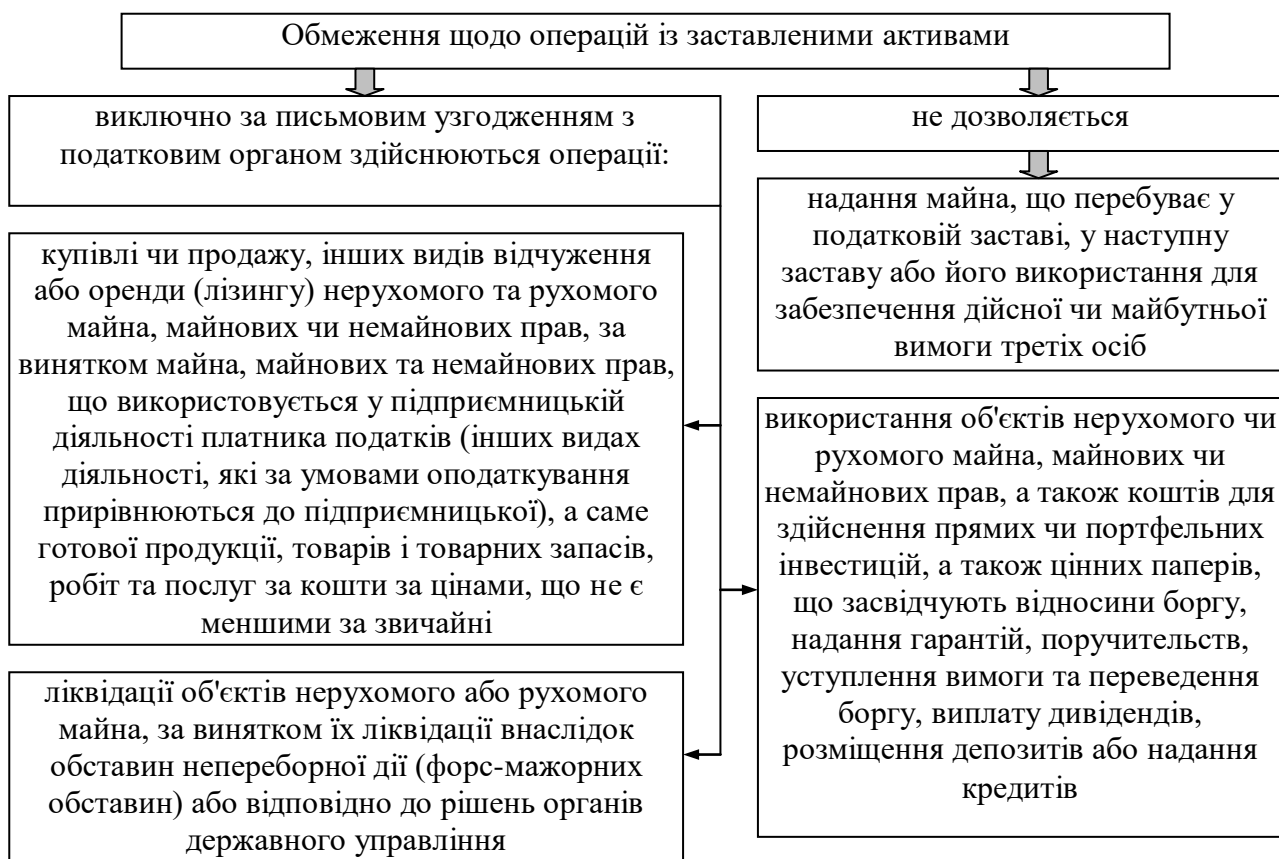 Обмеження щодо операцій із заставленими активами
виключно за письмовим узгодженням з
податковим органом здійснюються операції:
не дозволяється
надання майна, що перебуває у
податковій заставі, у наступну
заставу або його використання для
забезпечення дійсної чи майбутньої
вимоги третіх осіб
купівлі чи продажу, інших видів відчуження
або оренди (лізингу) нерухомого та рухомого
майна, майнових чи немайнових прав, за
винятком майна, майнових та немайнових прав,
що використовується у підприємницькій
діяльності платника податків (інших видах
діяльності, які за умовами оподаткування
прирівнюються до підприємницької), а саме
готової продукції, товарів і товарних запасів,
робіт та послуг за кошти за цінами, що не є
меншими за звичайні
використання об'єктів нерухомого чи
рухомого майна, майнових чи
немайнових прав, а також коштів для
здійснення прямих чи портфельних
інвестицій, а також цінних паперів,
що засвідчують відносини боргу,
надання гарантій, поручительств,
уступлення вимоги та переведення
боргу, виплату дивідендів,
розміщення депозитів або надання
кредитів
ліквідації об'єктів нерухомого або рухомого
майна, за винятком їх ліквідації внаслідок
обставин непереборної дії (форс-мажорних
обставин) або відповідно до рішень органів
державного управління